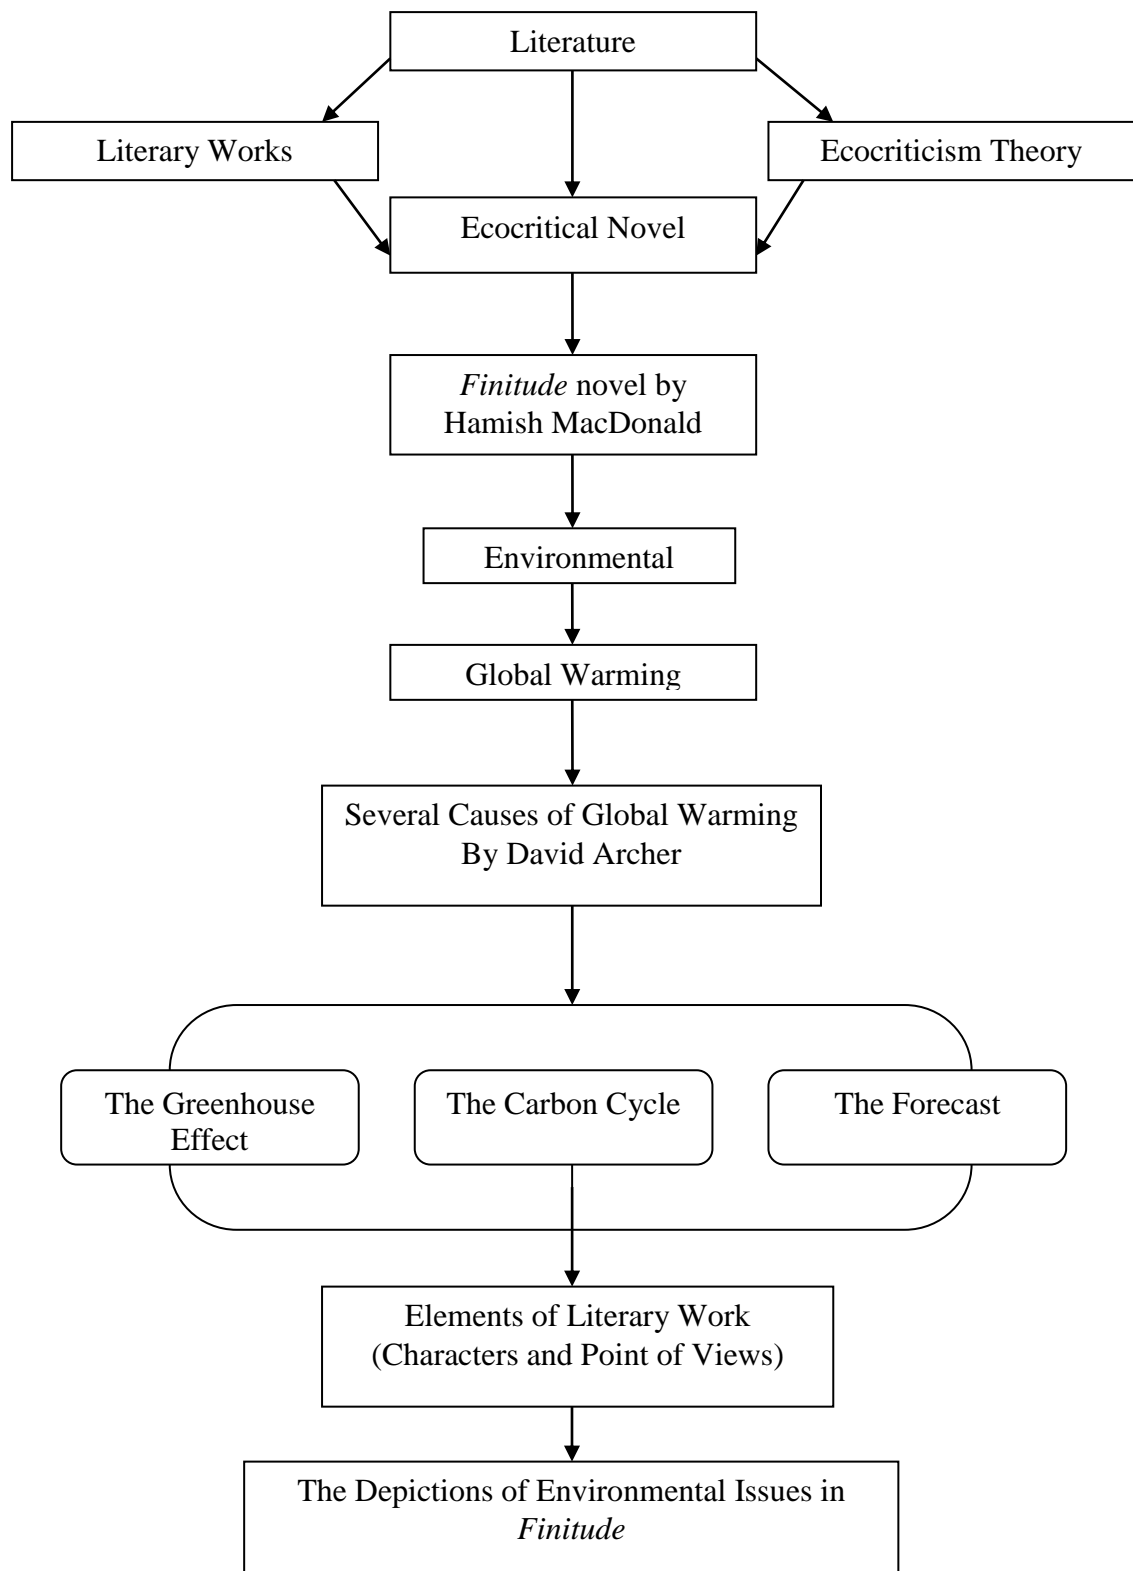 Literature
Literary Works
Ecocriticism Theory
Ecocritical Novel
Finitude novel by
Hamish MacDonald
Environmental
Global Warming
Several Causes of Global Warming
By David Archer
The Greenhouse
Effect
The Carbon Cycle
The Forecast
Elements of Literary Work
(Characters and Point of Views)
The Depictions of Environmental Issues in
Finitude